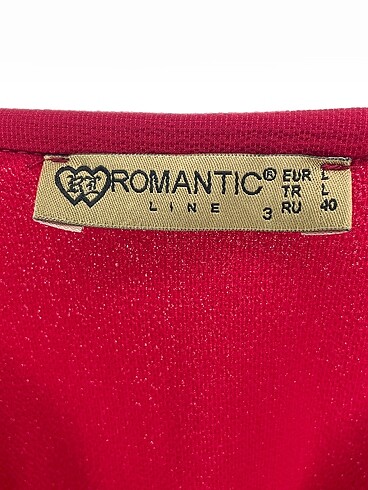 ROMANTIC® EUR L
TR L
LINE 3 RU 40